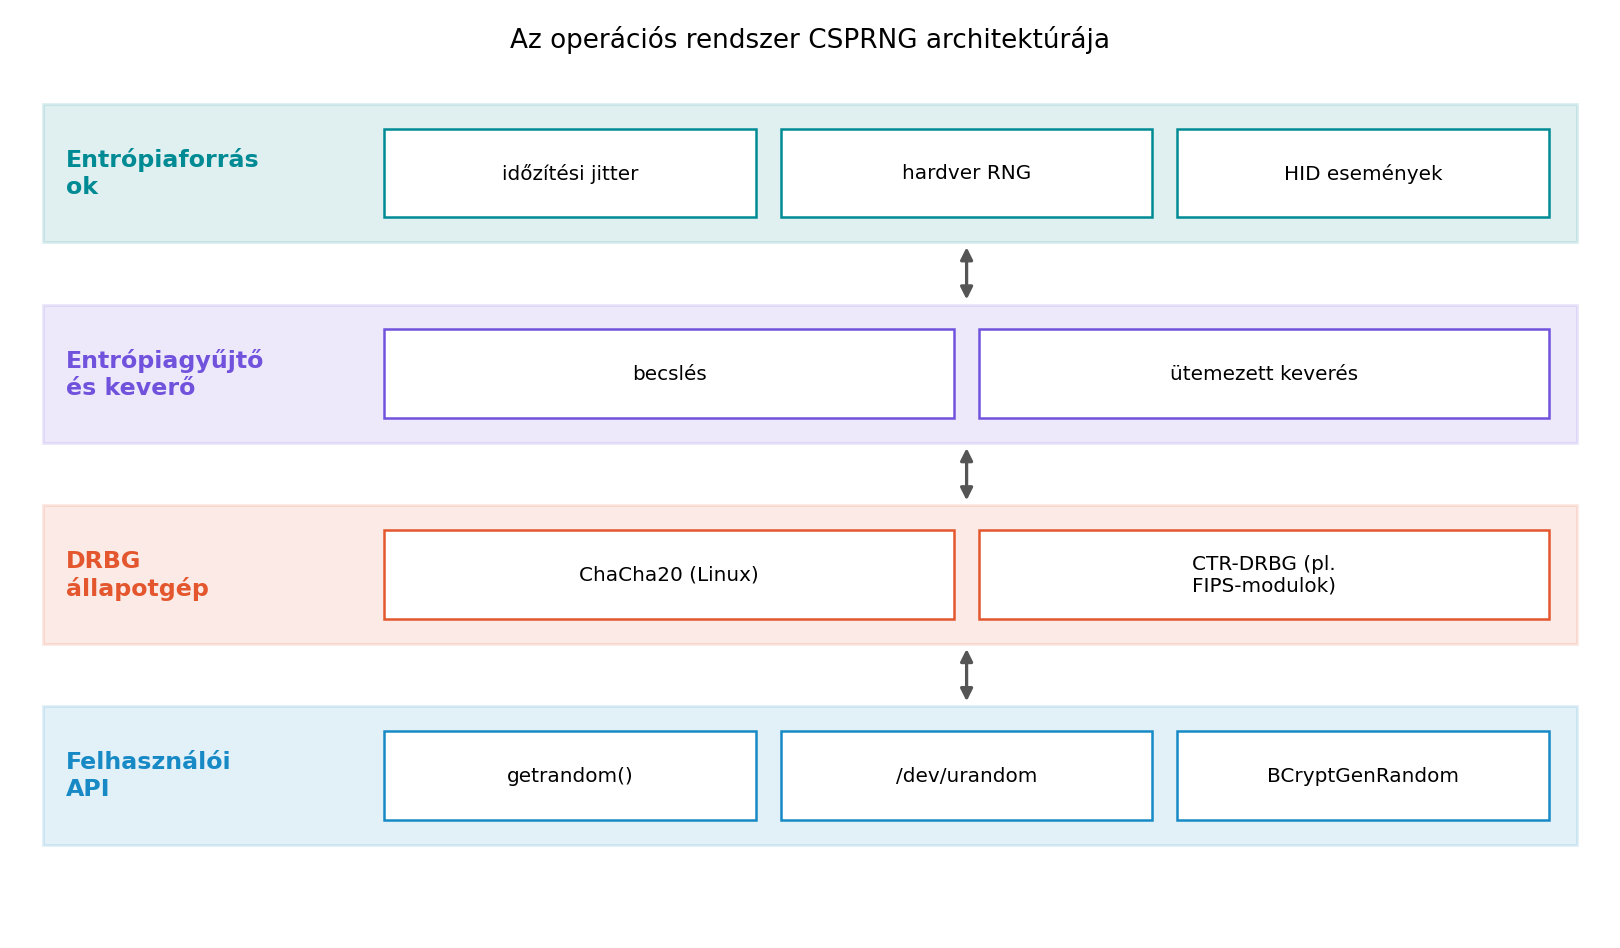 Az operációs rendszer CSPRNG architektúrája
Entrópiaforrás
ok
időzítési jitter
hardver RNG
HID események
Entrópiagyűjtő
és keverő
becslés
ütemezett keverés
DRBG
állapotgép
ChaCha20 (Linux)
CTR-DRBG (pl.
FIPS-modulok)
Felhasználói
API
getrandom()
/dev/urandom
BCryptGenRandom